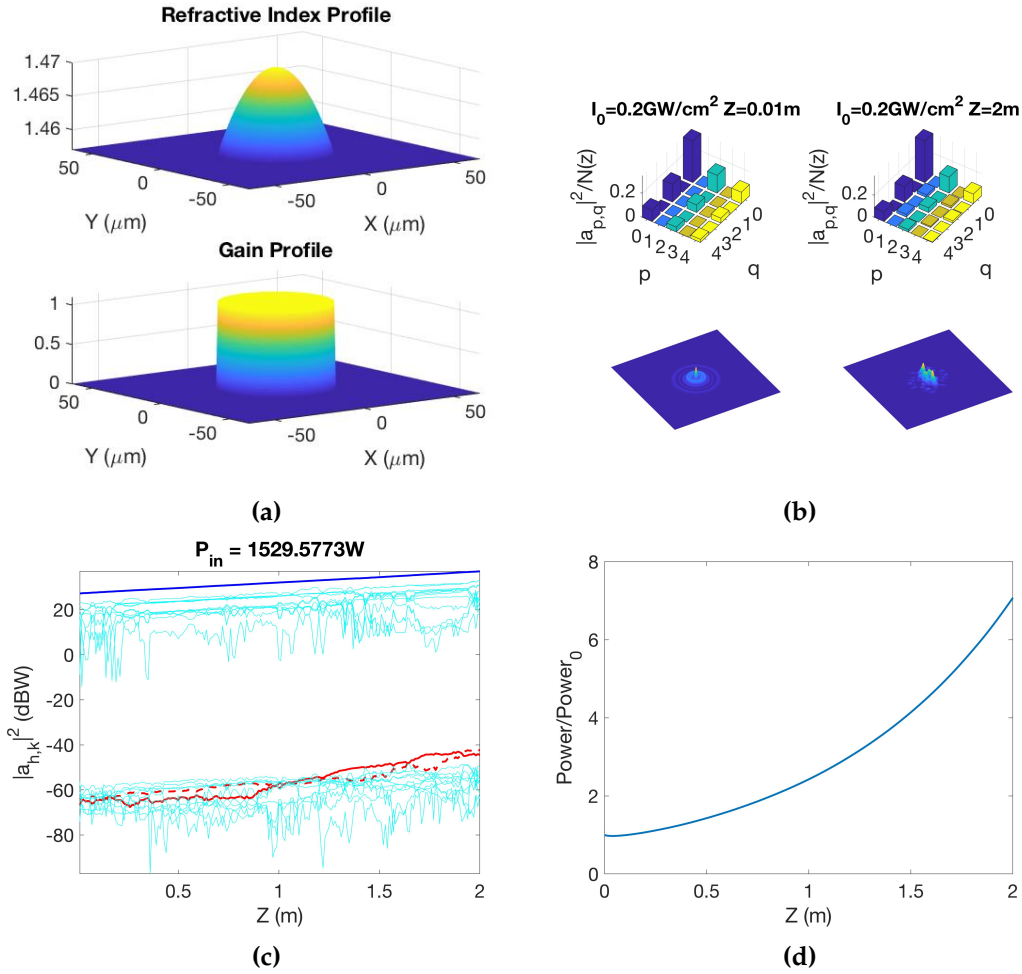 Refractive Index Profile
1.47
1.465
1.46
50
0
-50
Y (μm)
-50
0
50
X (μm)
Gain Profile
1
0.5
0
50
0
-50
Y (μm)
-50
0
50
X (μm)
(a)
I0=0.2GW/cm2 Z=0.01m
|ap,q|2/N(z)
0.2
0
0 1 2 3 4
p
4 3 2 1 0
q
I0=0.2GW/cm2 Z=2m
|ap,q|2/N(z)
0.2
0
0 1 2 3 4
p
4 3 2 1 0
q
(b)
Pin = 1529.5773W
|ah,k|2 (dBW)
20
0
-20
-40
-60
-80
0.5 1 1.5 2
Z (m)
(c)
Power/Power0
8
6
4
2
0
0 0.5 1 1.5 2
Z (m)
(d)